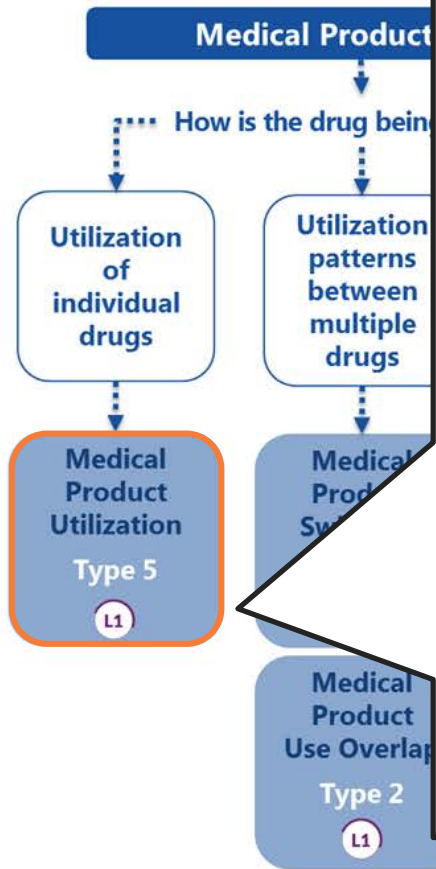 Medical Product
How is the drug being
Utilization
of
individual
drugs
Utilization
patterns
between
multiple
drugs
Medical
Product
Utilization
Type 5
L1
Medical
Medical
Product
Use Overlap
Type 2
L1